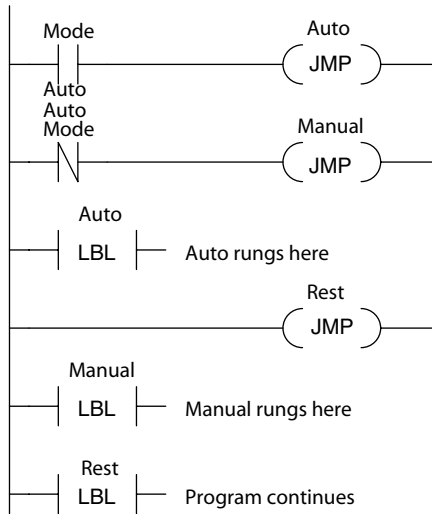 Mode
Auto
JMP
Auto
Auto
Mode
Manual
JMP
Auto
LBL
Auto rungs here
Rest
JMP
Manual
LBL
Manual rungs here
Rest
LBL
Program continues